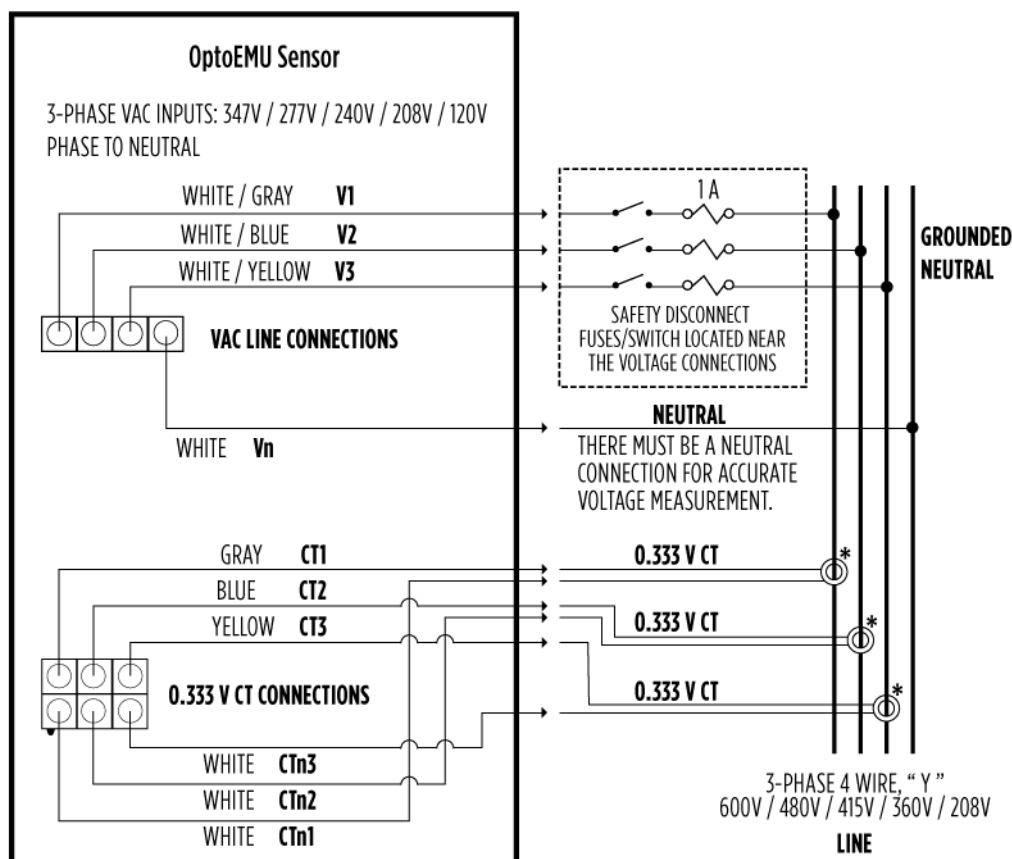 OptoEMU Sensor
3-PHASE VAC INPUTS: 347V / 277V / 240V / 208V / 120V
PHASE TO NEUTRAL
WHITE / GRAY V1
WHITE / BLUE V2
WHITE / YELLOW V3
VAC LINE CONNECTIONS
WHITE Vn
1 A
SAFETY DISCONNECT
FUSES/SWITCH LOCATED NEAR
THE VOLTAGE CONNECTIONS
GROUNDED
NEUTRAL
NEUTRAL
THERE MUST BE A NEUTRAL
CONNECTION FOR ACCURATE
VOLTAGE MEASUREMENT.
GRAY CT1
BLUE CT2
YELLOW CT3
0.333 V CT CONNECTIONS
WHITE CTn3
WHITE CTn2
WHITE CTn1
0.333 V CT
*
0.333 V CT
*
0.333 V CT
*
3-PHASE 4 WIRE, “ Y ”
600V / 480V / 415V / 360V / 208V
LINE